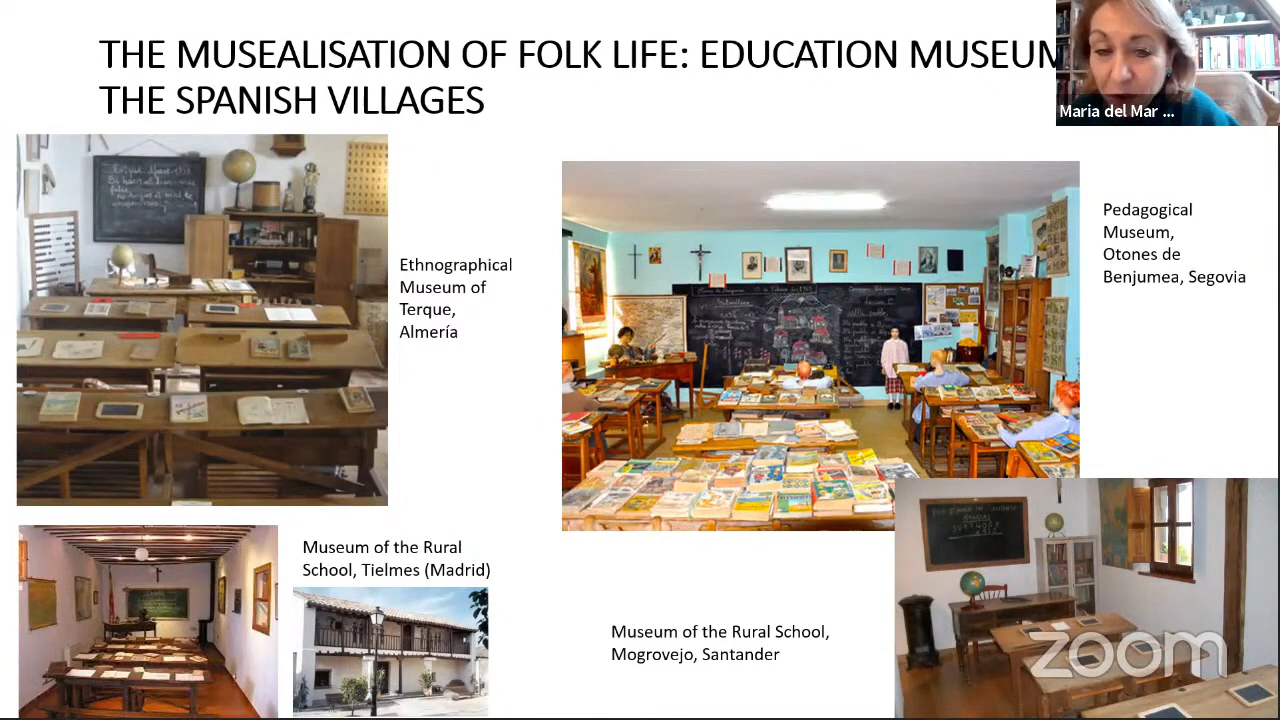 THE MUSEALISATION OF FOLK LIFE: EDUCATION MUSEUM
THE SPANISH VILLAGES
Maria del Mar ...
Ethnographical
Museum of
Terque,
Almería
Pedagogical
Museum,
Otones de
Benjumea, Segovia
Museum of the Rural
School, Tielmes (Madrid)
Museum of the Rural School,
Mogrovejo, Santander
zoom